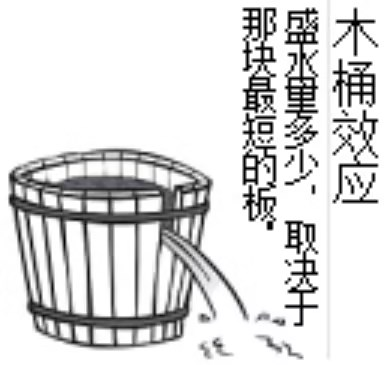 木桶效应
盛水量多少，取决于
那块最短的板。